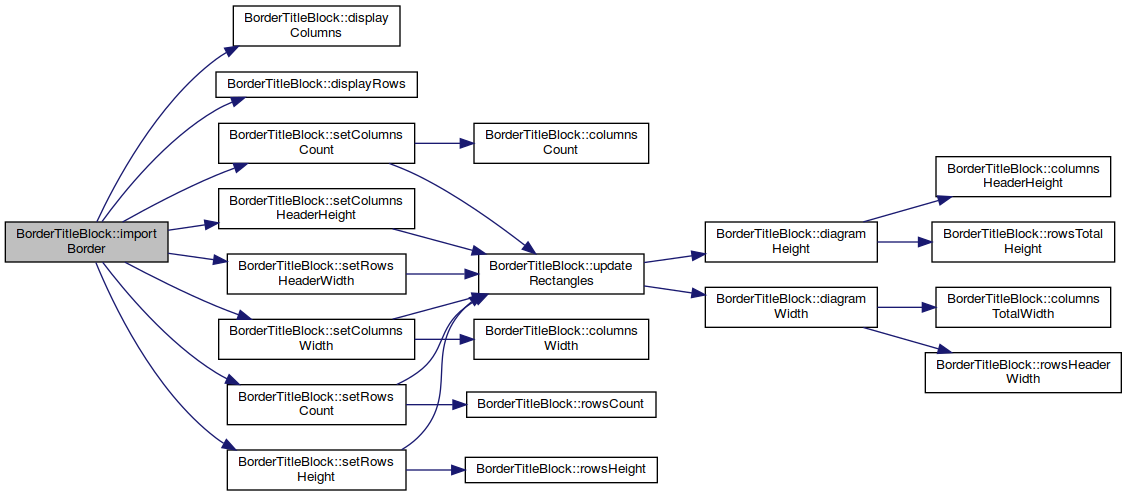 BorderTitleBlock::import
Border
BorderTitleBlock::display
Columns
BorderTitleBlock::displayRows
BorderTitleBlock::setColumns
Count
BorderTitleBlock::setColumns
HeaderHeight
BorderTitleBlock::setRows
HeaderWidth
BorderTitleBlock::setColumns
Width
BorderTitleBlock::setRows
Count
BorderTitleBlock::setRows
Height
BorderTitleBlock::columns
Count
BorderTitleBlock::update
Rectangles
BorderTitleBlock::columns
Width
BorderTitleBlock::rowsCount
BorderTitleBlock::rowsHeight
BorderTitleBlock::diagram
Height
BorderTitleBlock::diagram
Width
BorderTitleBlock::columns
HeaderHeight
BorderTitleBlock::rowsTotal
Height
BorderTitleBlock::columns
TotalWidth
BorderTitleBlock::rowsHeader
Width